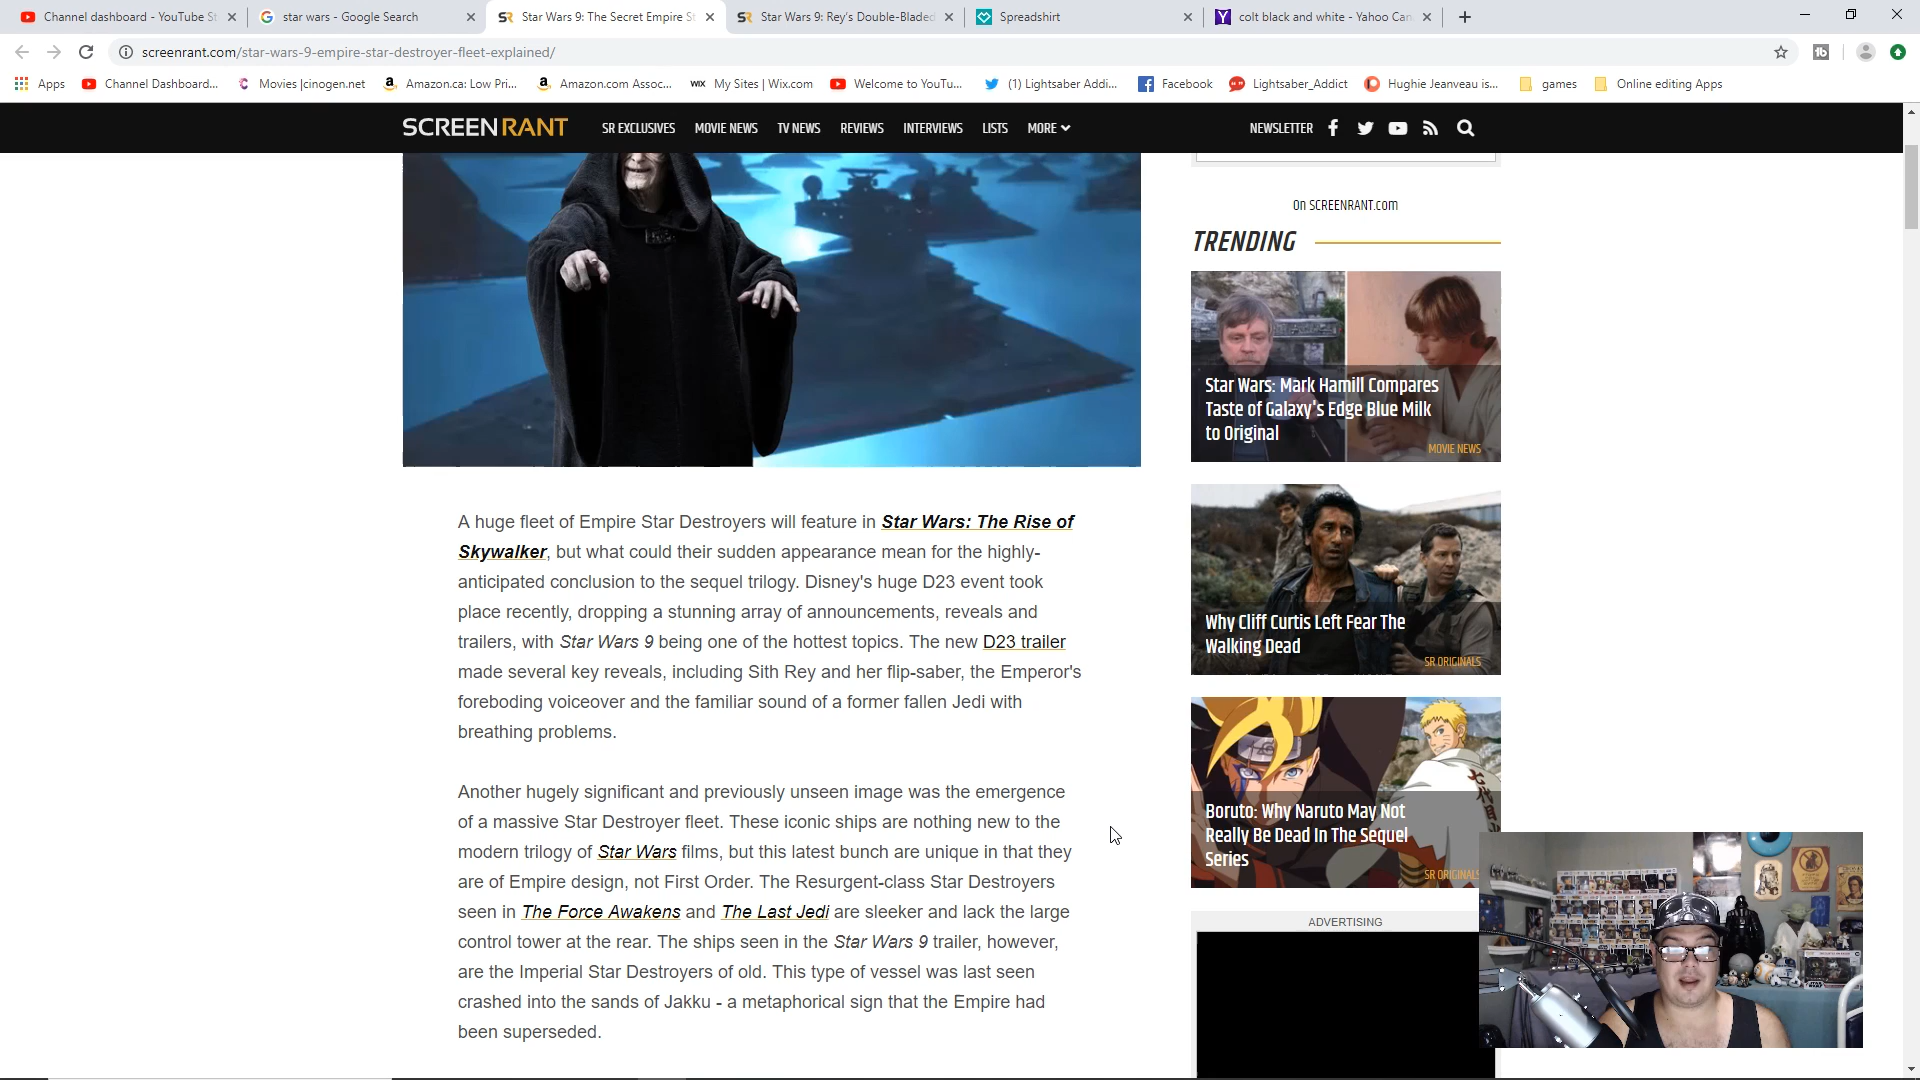 Channel dashboard - YouTube St
star wars - Google Search
Star Wars 9: The Secret Empire St
Star Wars 9: Rey's Double-Bladed
Spreadshirt
colt black and white - Yahoo Can
screenrant.com/star-wars-9-empire-star-destroyer-fleet-explained/
Apps
Channel Dashboard...
Movies |cinogen.net
Amazon.ca: Low Pri...
Amazon.com Assoc...
WIX My Sites | Wix.com
Welcome to YouTu...
(1) Lightsaber Addi...
Facebook
Lightsaber_Addict
Hughie Jeanveau is...
games
Online editing Apps
SCREENRANT
SR EXCLUSIVES
MOVIE NEWS
TV NEWS
REVIEWS
INTERVIEWS
LISTS
MORE
NEWSLETTER
A huge fleet of Empire Star Destroyers will feature in Star Wars: The Rise of
Skywalker, but what could their sudden appearance mean for the highly-
anticipated conclusion to the sequel trilogy. Disney's huge D23 event took
place recently, dropping a stunning array of announcements, reveals and
trailers, with Star Wars 9 being one of the hottest topics. The new D23 trailer
made several key reveals, including Sith Rey and her flip-saber, the Emperor's
foreboding voiceover and the familiar sound of a former fallen Jedi with
breathing problems.
Another hugely significant and previously unseen image was the emergence
of a massive Star Destroyer fleet. These iconic ships are nothing new to the
modern trilogy of Star Wars films, but this latest bunch are unique in that they
are of Empire design, not First Order. The Resurgent-class Star Destroyers
seen in The Force Awakens and The Last Jedi are sleeker and lack the large
control tower at the rear. The ships seen in the Star Wars 9 trailer, however,
are the Imperial Star Destroyers of old. This type of vessel was last seen
crashed into the sands of Jakku - a metaphorical sign that the Empire had
been superseded.
On SCREENRANT.com
TRENDING
Star Wars: Mark Hamill Compares
Taste of Galaxy's Edge Blue Milk
to Original
MOVIE NEWS
Why Cliff Curtis Left Fear The
Walking Dead
SR ORIGINALS
Boruto: Why Naruto May Not
Really Be Dead In The Sequel
Series
SR ORIGINALS
ADVERTISING